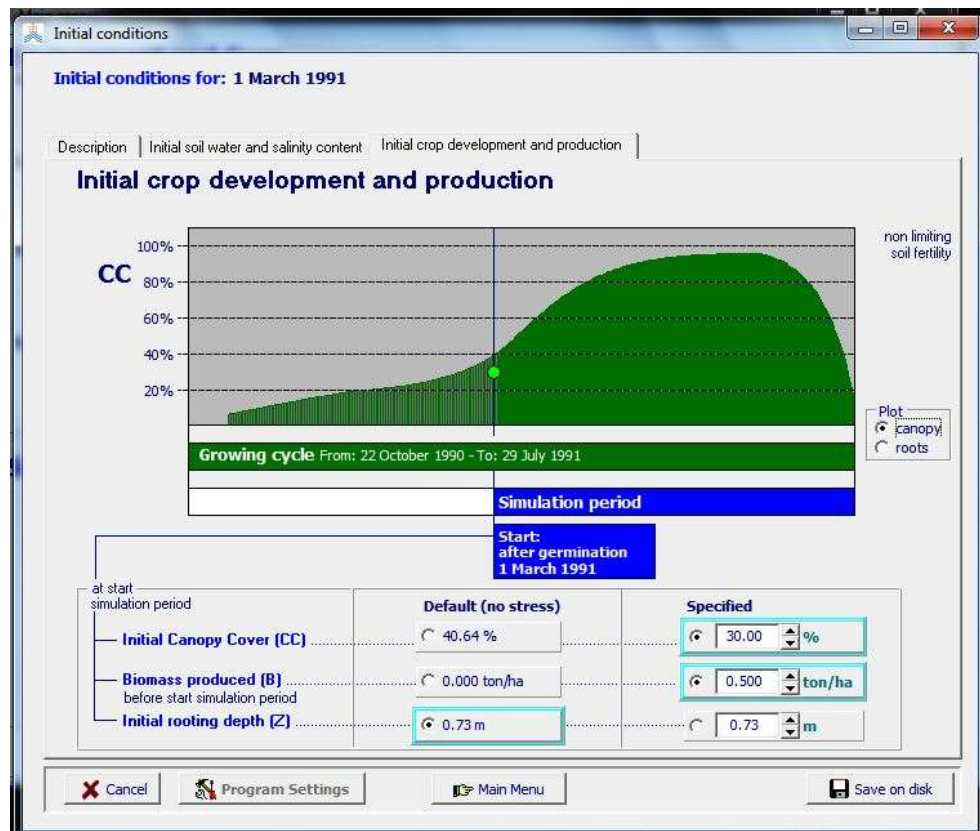 Initial conditions
Initial conditions for: 1 March 1991
Description
Initial soil water and salinity content
Initial crop development and production
Initial crop development and production
non limiting
soil fertility
CC
100%
80%
60%
40%
20%
Plot
canopy
roots
Growing cycle From: 22 October 1990 - To: 29 July 1991
Simulation period
Start:
after germination
1 March 1991
at start
simulation period
Default (no stress)
Specified
Initial Canopy Cover (CC)
40.64 %
30.00
%
Biomass produced (B)
before start simulation period
0.000 ton/ha
0.500
ton/ha
Initial rooting depth (Z)
0.73 m
0.73
m
Cancel
Program Settings
Main Menu
Save on disk